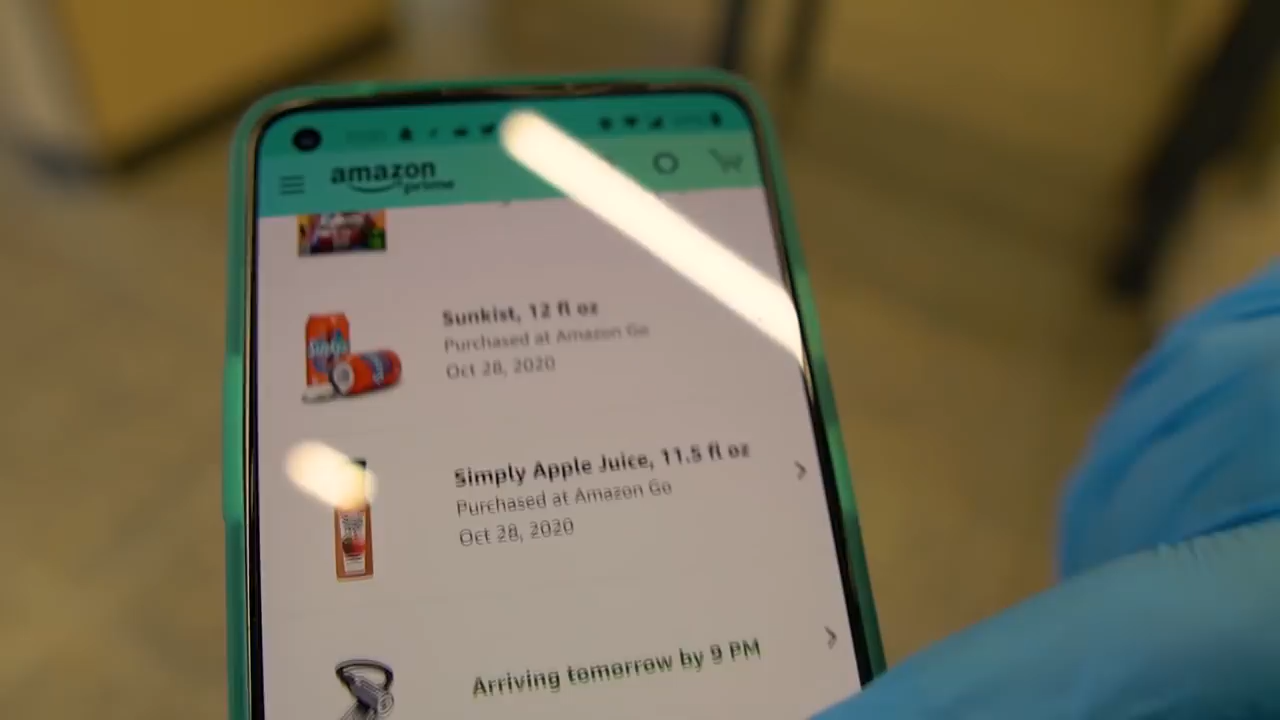 amazon
prime
Sunkist, 12 fl oz
Purchased at Amazon Go
Oct 28, 2020
Simply Apple Juice, 11.5 fl oz
Purchased at Amazon Go
Oct 28, 2020
Arriving tomorrow by 9 PM